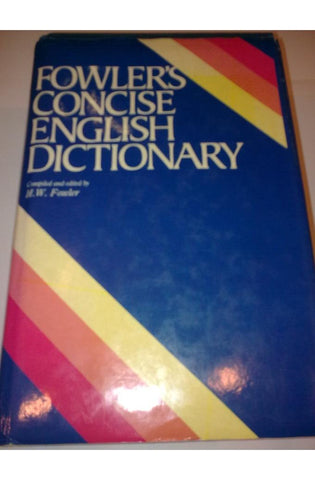 FOWLER'S
CONCISE
ENGLISH
DICTIONARY
Compiled and edited by
H.W. Fowler